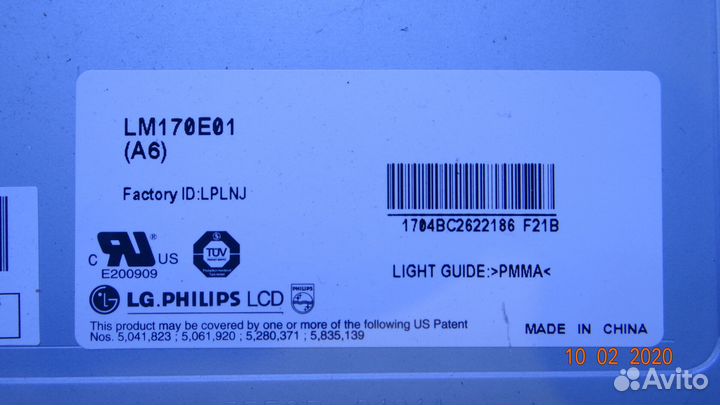 LM170E01
(A6)
Factory ID:LPLNJ
1704BC2622186 F21B
c RU US
E200909
TÜV
LIGHT GUIDE:>PMMA<
LG.PHILIPS LCD PHILIPS
This product may be covered by one or more of the following US Patent
Nos. 5,041,823 ; 5,061,920 ; 5,280,371 ; 5,835,139
MADE IN CHINA
10 02 2020
Avito